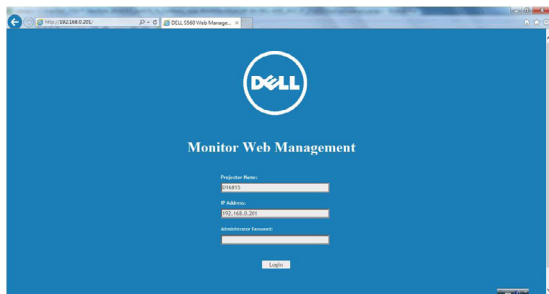 http://192.168.0.201/
DELL S560 Web Manage...
DELL
Monitor Web Management
Projector Name:
IP Address:
192.168.0.201
Administrator Password:
Login